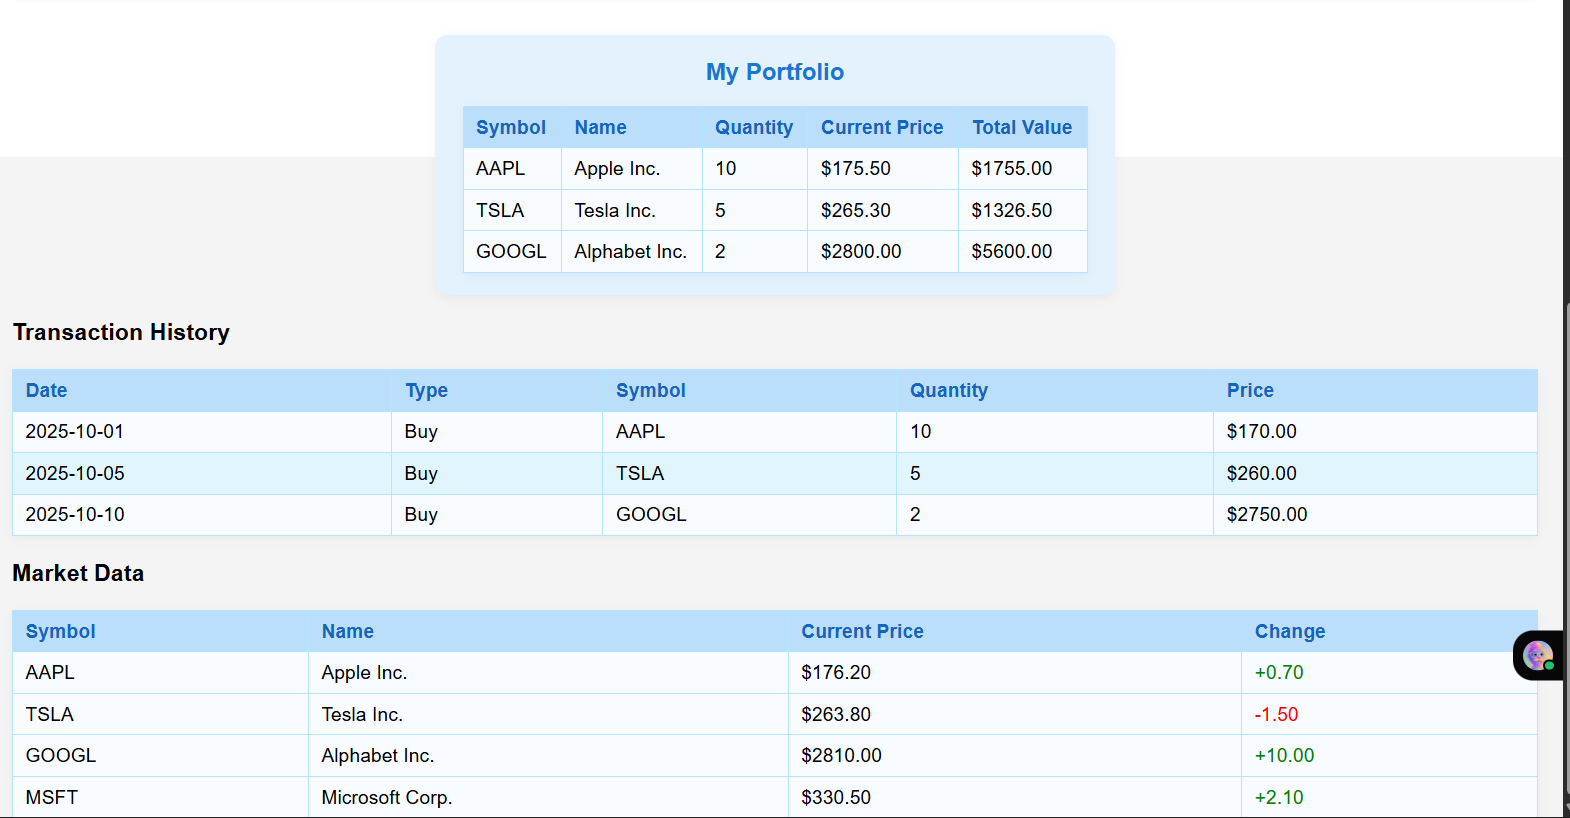 My Portfolio
Symbol Name Quantity Current Price Total Value
AAPL Apple Inc. 10 $175.50 $1755.00
TSLA Tesla Inc. 5 $265.30 $1326.50
GOOGL Alphabet Inc. 2 $2800.00 $5600.00
Transaction History
Date Type Symbol Quantity Price
2025-10-01 Buy AAPL 10 $170.00
2025-10-05 Buy TSLA 5 $260.00
2025-10-10 Buy GOOGL 2 $2750.00
Market Data
Symbol Name Current Price Change
AAPL Apple Inc. $176.20 +0.70
TSLA Tesla Inc. $263.80 -1.50
GOOGL Alphabet Inc. $2810.00 +10.00
MSFT Microsoft Corp. $330.50 +2.10